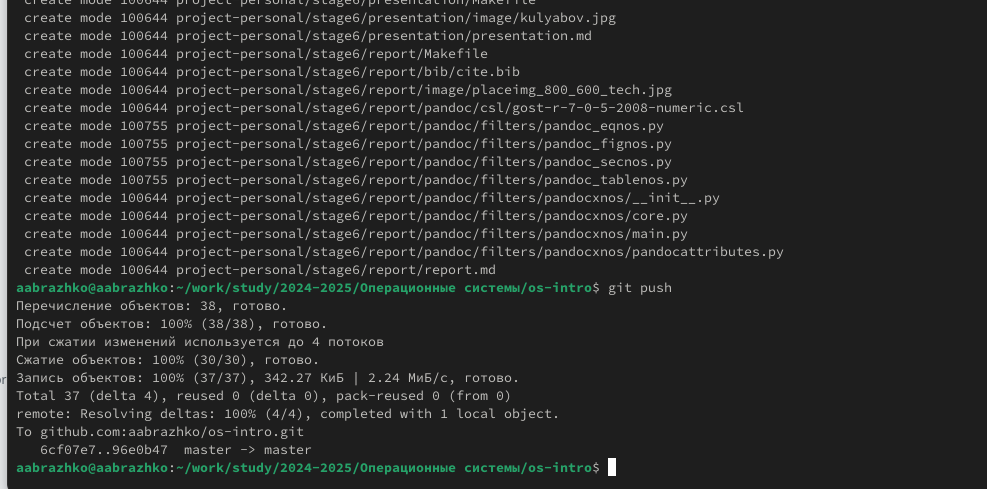 create mode 100644 project-personal/stage6/presentation/Makefile
create mode 100644 project-personal/stage6/presentation/image/kulyabov.jpg
create mode 100644 project-personal/stage6/presentation/presentation.md
create mode 100644 project-personal/stage6/report/Makefile
create mode 100644 project-personal/stage6/report/bib/cite.bib
create mode 100644 project-personal/stage6/report/image/placeimg_800_600_tech.jpg
create mode 100644 project-personal/stage6/report/pandoc/csl/gost-r-7-0-5-2008-numeric.csl
create mode 100755 project-personal/stage6/report/pandoc/filters/pandoc_eqnos.py
create mode 100755 project-personal/stage6/report/pandoc/filters/pandoc_fignos.py
create mode 100755 project-personal/stage6/report/pandoc/filters/pandoc_secnos.py
create mode 100755 project-personal/stage6/report/pandoc/filters/pandoc_tablenos.py
create mode 100644 project-personal/stage6/report/pandoc/filters/pandocxnos/__init__.py
create mode 100644 project-personal/stage6/report/pandoc/filters/pandocxnos/core.py
create mode 100644 project-personal/stage6/report/pandoc/filters/pandocxnos/main.py
create mode 100644 project-personal/stage6/report/pandoc/filters/pandocxnos/pandocattributes.py
create mode 100644 project-personal/stage6/report/report.md
aabrazhko@aabrazhko:~/work/study/2024-2025/Операционные системы/os-intro$ git push
Перечисление объектов: 38, готово.
Подсчет объектов: 100% (38/38), готово.
При сжатии изменений используется до 4 потоков
Сжатие объектов: 100% (30/30), готово.
Запись объектов: 100% (37/37), 342.27 КиБ | 2.24 МиБ/с, готово.
Total 37 (delta 4), reused 0 (delta 0), pack-reused 0 (from 0)
remote: Resolving deltas: 100% (4/4), completed with 1 local object.
To github.com:aabrazhko/os-intro.git
6cf07e7..96e0b47  master -> master
aabrazhko@aabrazhko:~/work/study/2024-2025/Операционные системы/os-intro$